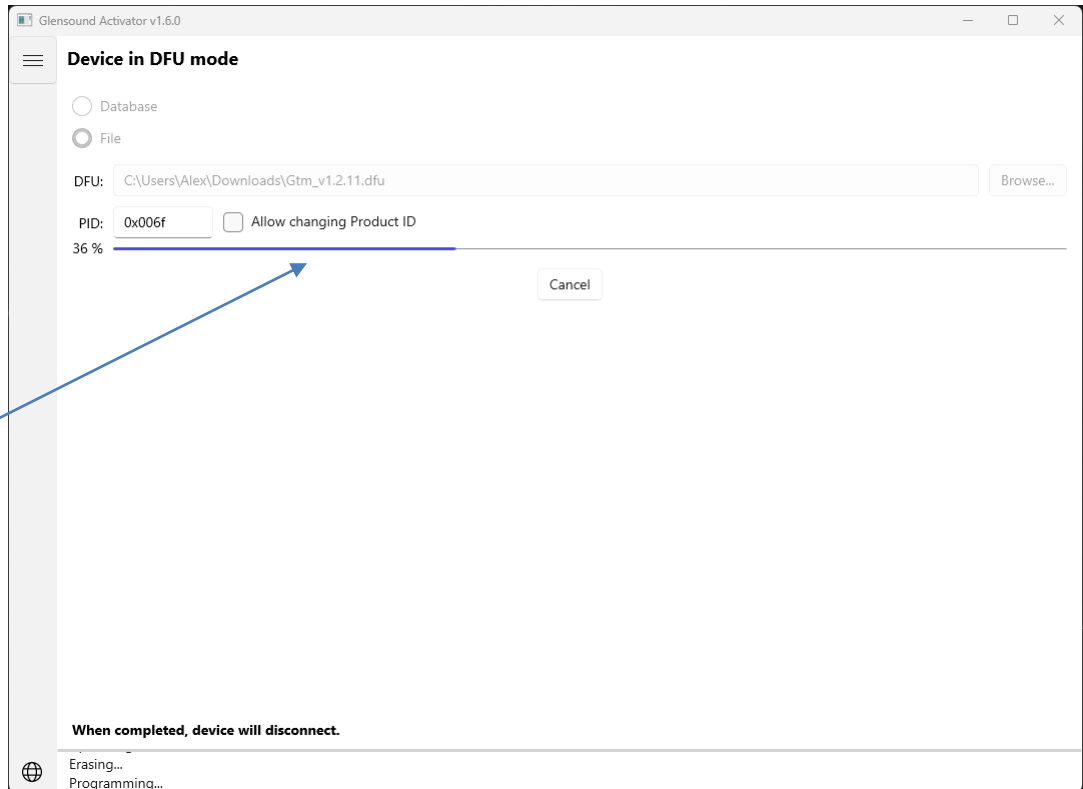 Glensound Activator v1.6.0
Device in DFU mode
Database
File
DFU: C:\Users\Alex\Downloads\Gtm_v1.2.11.dfu Browse...
PID: 0x006f Allow changing Product ID
36 %
Cancel
When completed, device will disconnect.
Erasing...
Programming...